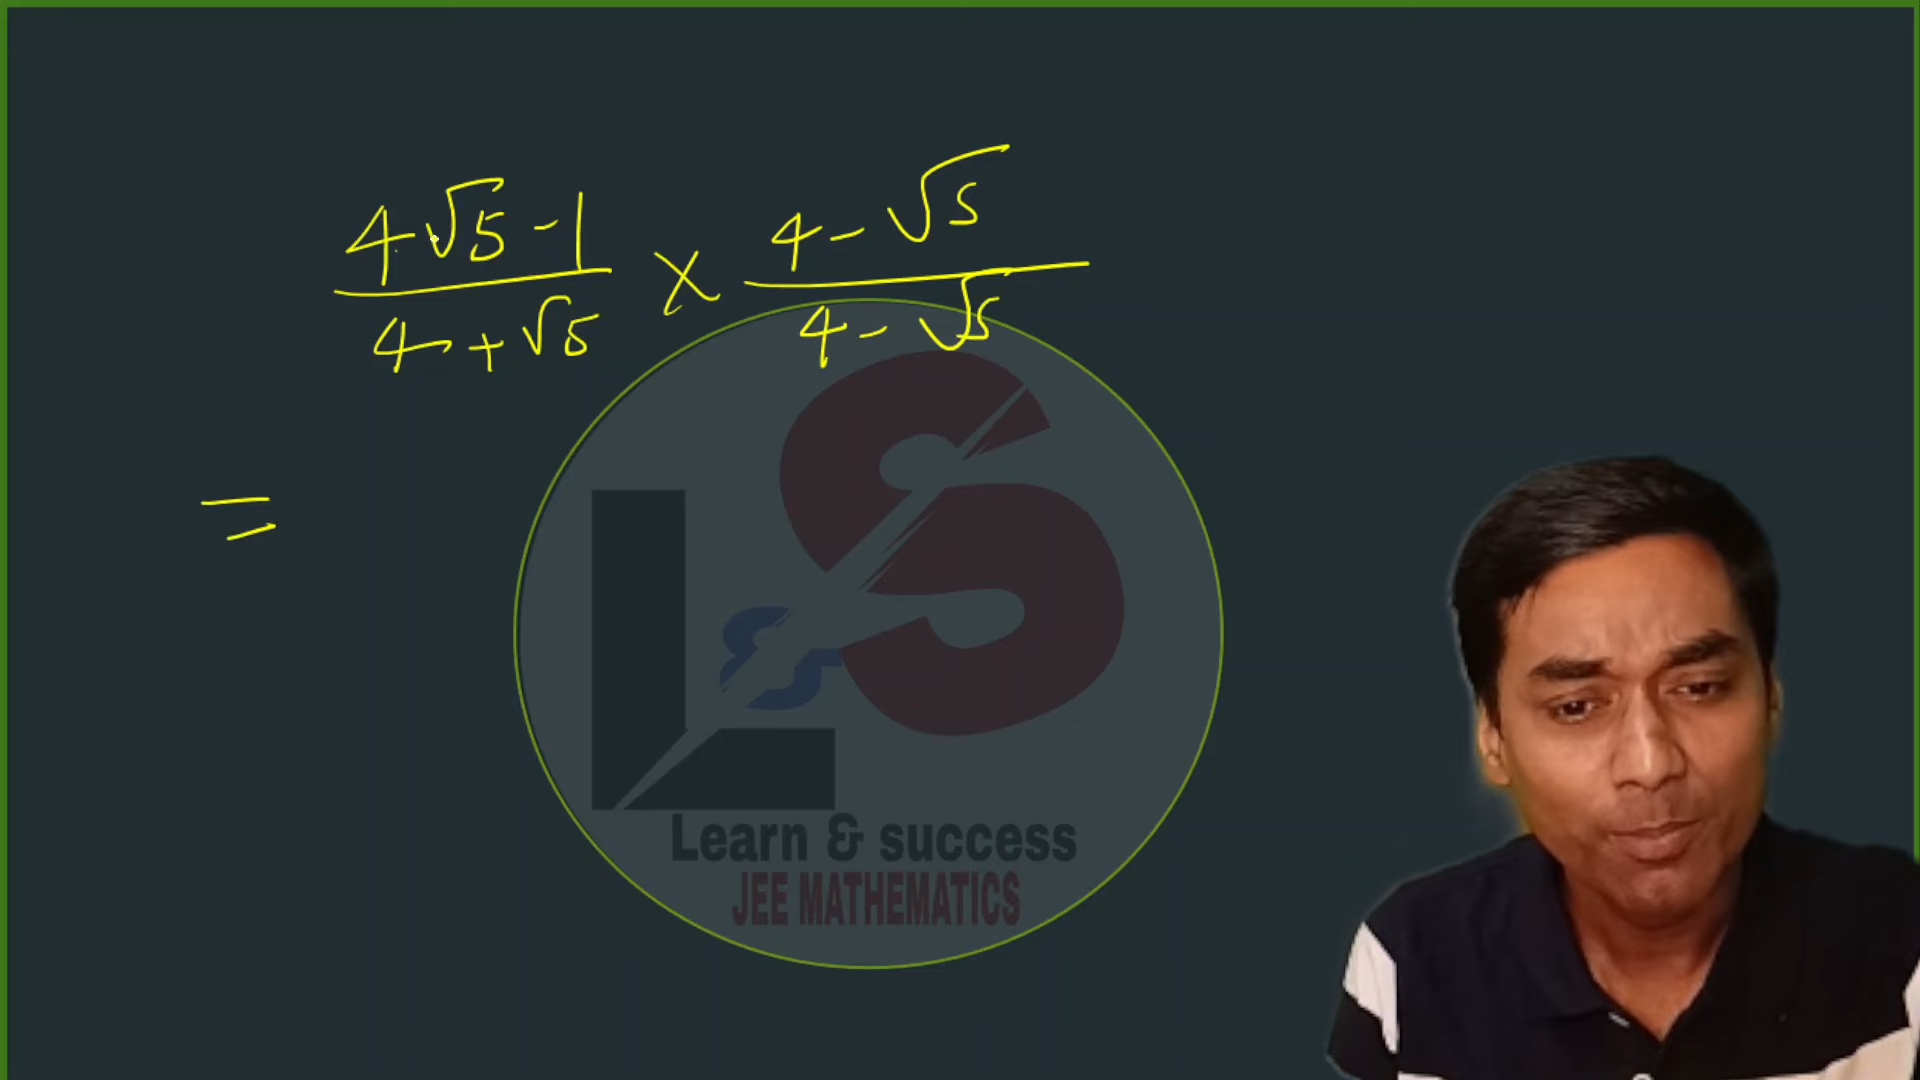 (4√5 - 1)/(4 + √5) × (4 - √5)/(4 - √5)
=
L&S
Learn & success
JEE MATHEMATICS